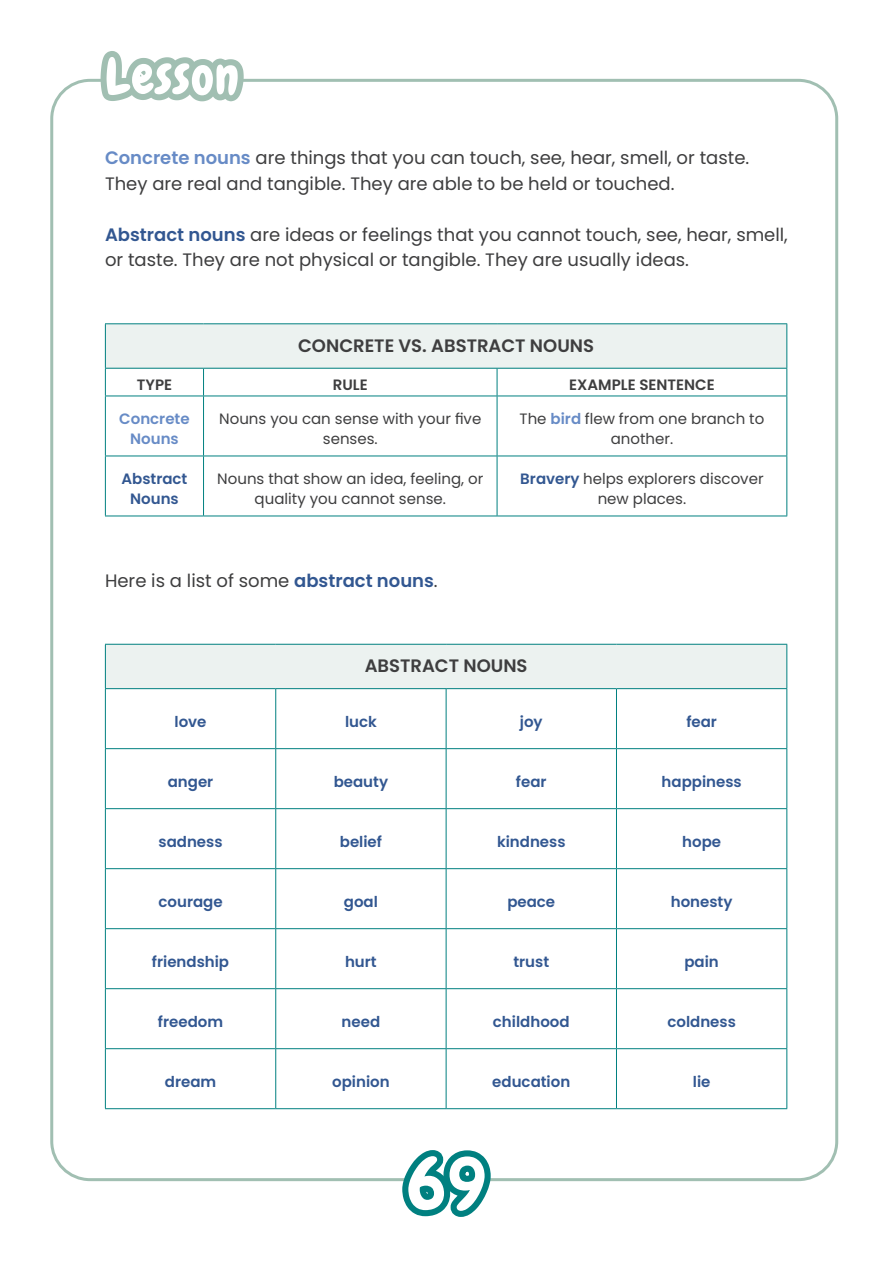 Lesson
Concrete nouns are things that you can touch, see, hear, smell, or taste.
They are real and tangible. They are able to be held or touched.
Abstract nouns are ideas or feelings that you cannot touch, see, hear, smell,
or taste. They are not physical or tangible. They are usually ideas.
CONCRETE VS. ABSTRACT NOUNS
TYPE RULE EXAMPLE SENTENCE
Concrete Nouns you can sense with your five The bird flew from one branch to
Nouns senses. another.
Abstract Nouns that show an idea, feeling, or Bravery helps explorers discover
Nouns quality you cannot sense. new places.
Here is a list of some abstract nouns.
ABSTRACT NOUNS
love luck joy fear
anger beauty fear happiness
sadness belief kindness hope
courage goal peace honesty
friendship hurt trust pain
freedom need childhood coldness
dream opinion education lie
69